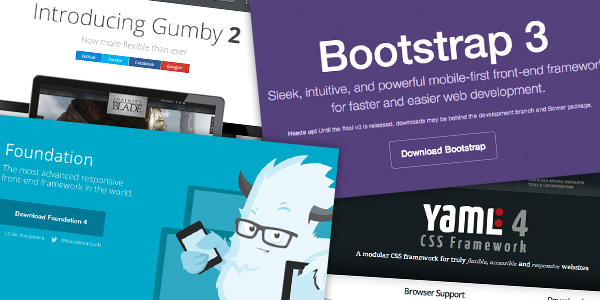 Introducing Gumby 2
Now more flexible than ever
Github Twitter Facebook Google+
BLADE
Bootstrap 3
Sleek, intuitive, and powerful mobile-first front-end framework
for faster and easier web development.
Heads up! Until the final v3 is released, downloads may be behind the development branch and Bower package.
Download Bootstrap
Foundation
The most advanced responsive
front-end framework in the world.
Download Foundation 4
YAML 4
CSS Framework
A modular CSS framework for truly flexible, accessible and responsive websites
Browser Support